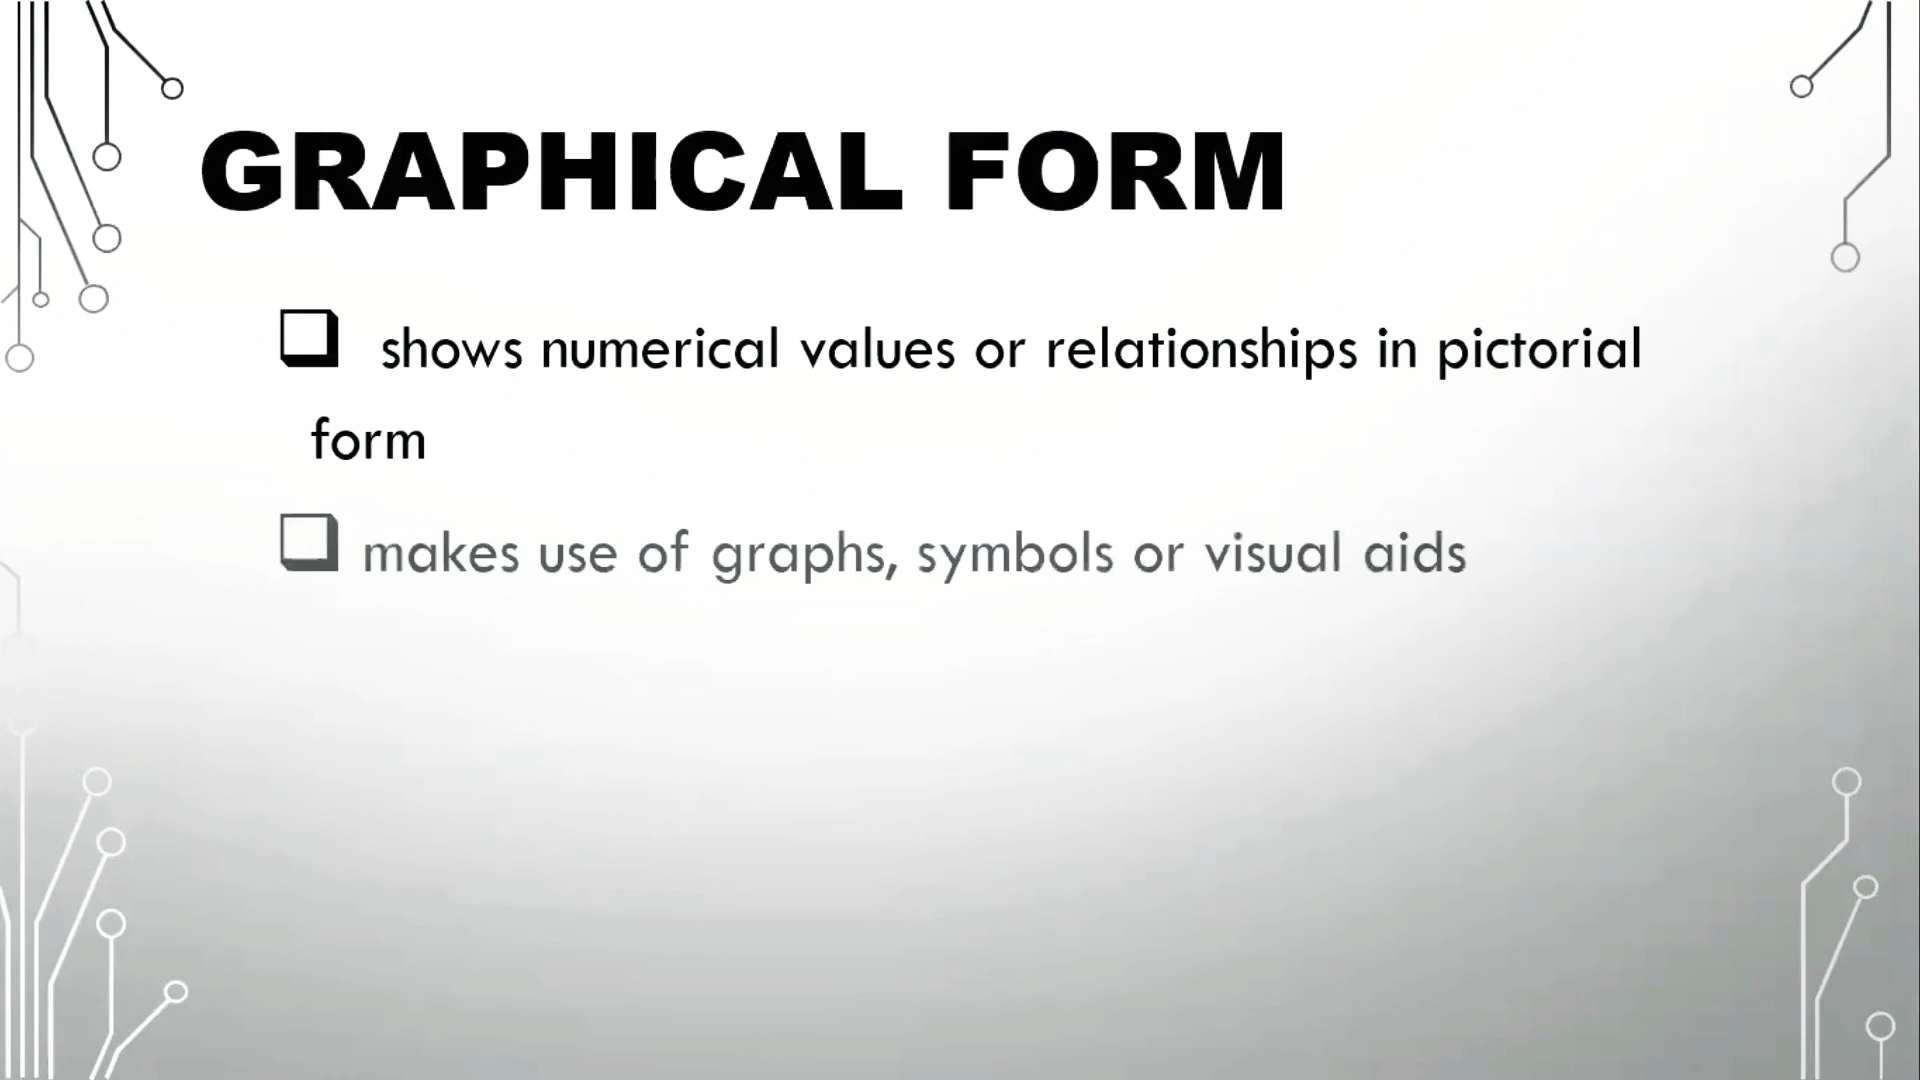 GRAPHICAL FORM
shows numerical values or relationships in pictorial
form
makes use of graphs, symbols or visual aids